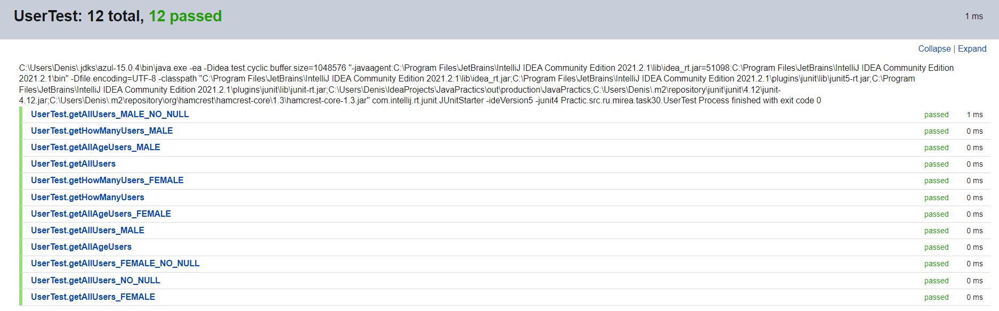 UserTest: 12 total, 12 passed
1 ms
Collapse | Expand
C:\Users\Denis\.jdks\azul-15.0.4\bin\java.exe -ea -Didea.test.cyclic.buffer.size=1048576 "-javaagent:C:\Program Files\JetBrains\IntelliJ IDEA Community Edition 2021.2.1\lib\idea_rt.jar=51098:C:\Program Files\JetBrains\IntelliJ IDEA Community Edition
2021.2.1\bin" -Dfile.encoding=UTF-8 -classpath "C:\Program Files\JetBrains\IntelliJ IDEA Community Edition 2021.2.1\lib\idea_rt.jar;C:\Program Files\JetBrains\IntelliJ IDEA Community Edition 2021.2.1\plugins\junit\lib\junit5-rt.jar;C:\Program
Files\JetBrains\IntelliJ IDEA Community Edition 2021.2.1\plugins\junit\lib\junit-rt.jar;C:\Users\Denis\IdeaProjects\JavaPractics\out\production\JavaPractics;C:\Users\Denis\.m2\repository\junit\junit\4.12\junit-
4.12.jar;C:\Users\Denis\.m2\repository\org\hamcrest\hamcrest-core\1.3\hamcrest-core-1.3.jar" com.intellij.rt.junit.JUnitStarter -ideVersion5 -junit4 Practic.src.ru.mirea.task30.UserTest Process finished with exit code 0
UserTest.getAllUsers_MALE_NO_NULL passed 1 ms
UserTest.getHowManyUsers_MALE passed 0 ms
UserTest.getAllAgeUsers_MALE passed 0 ms
UserTest.getAllUsers passed 0 ms
UserTest.getHowManyUsers_FEMALE passed 0 ms
UserTest.getHowManyUsers passed 0 ms
UserTest.getAllAgeUsers_FEMALE passed 0 ms
UserTest.getAllUsers_MALE passed 0 ms
UserTest.getAllAgeUsers passed 0 ms
UserTest.getAllUsers_FEMALE_NO_NULL passed 0 ms
UserTest.getAllUsers_NO_NULL passed 0 ms
UserTest.getAllUsers_FEMALE passed 0 ms